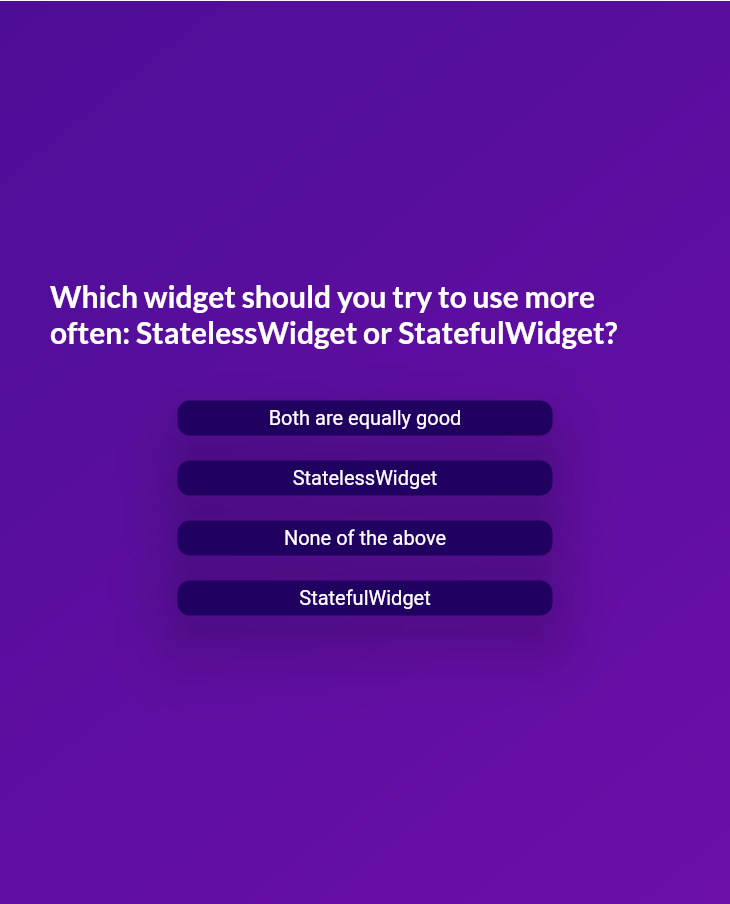 Which widget should you try to use more
often: StatelessWidget or StatefulWidget?
Both are equally good
StatelessWidget
None of the above
StatefulWidget